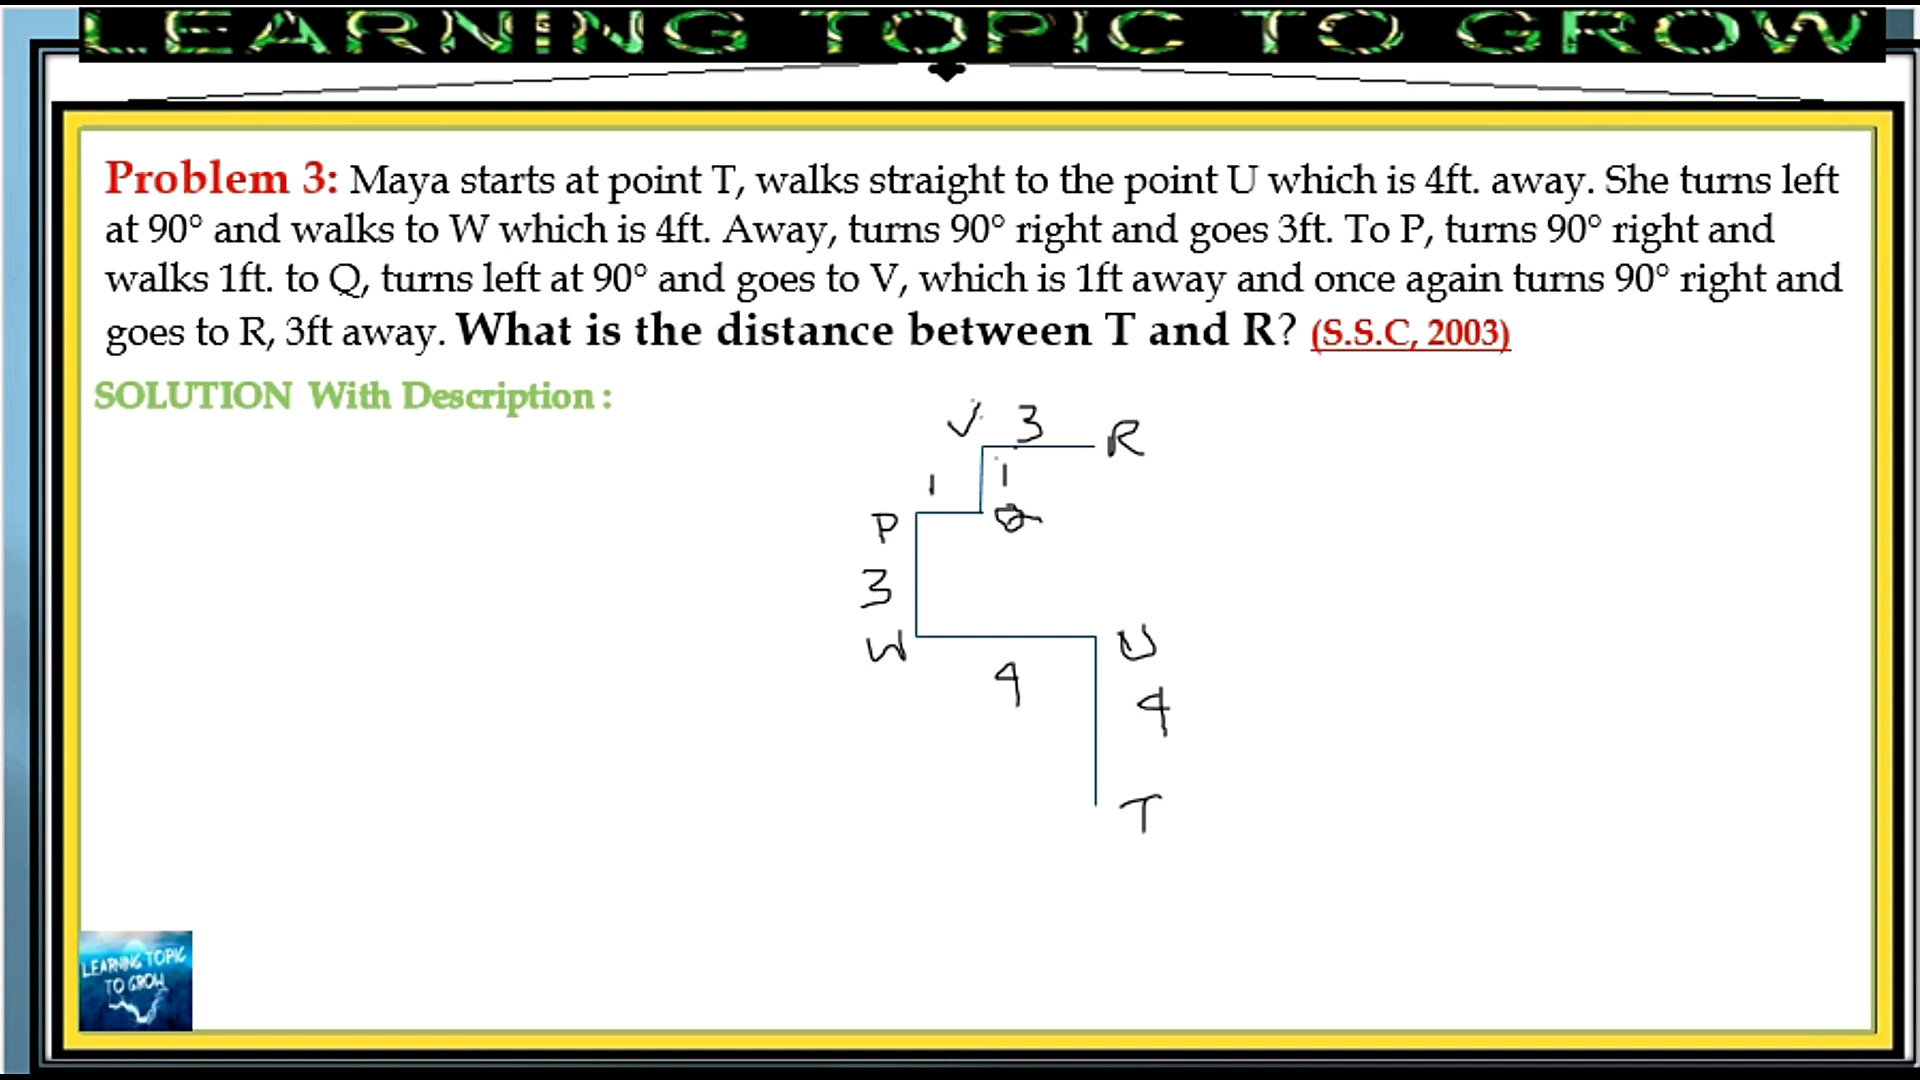 LEARNING TOPIC TO GROW
Problem 3: Maya starts at point T, walks straight to the point U which is 4ft. away. She turns left
at 90° and walks to W which is 4ft. Away, turns 90° right and goes 3ft. To P, turns 90° right and
walks 1ft. to Q, turns left at 90° and goes to V, which is 1ft away and once again turns 90° right and
goes to R, 3ft away. What is the distance between T and R? (S.S.C, 2003)
SOLUTION With Description :
V 3 R
1 1
P Q
3
W U
4 4
T
LEARNING TOPIC
TO GROW